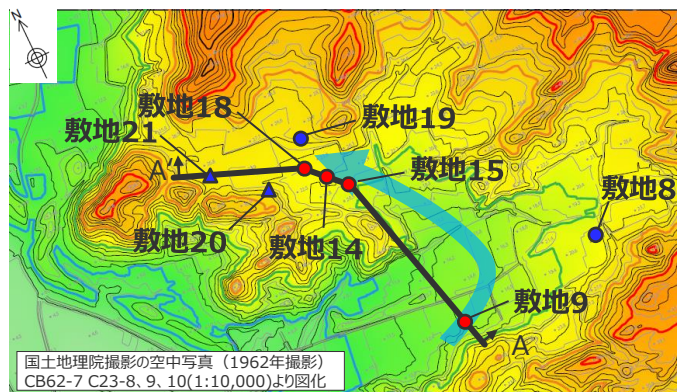 N
敷地18
敷地19
敷地21
A'
敷地15
敷地8
敷地20
敷地14
敷地9
A
国土地理院撮影の空中写真（1962年撮影）
CB62-7 C23-8、9、10(1:10,000)より図化